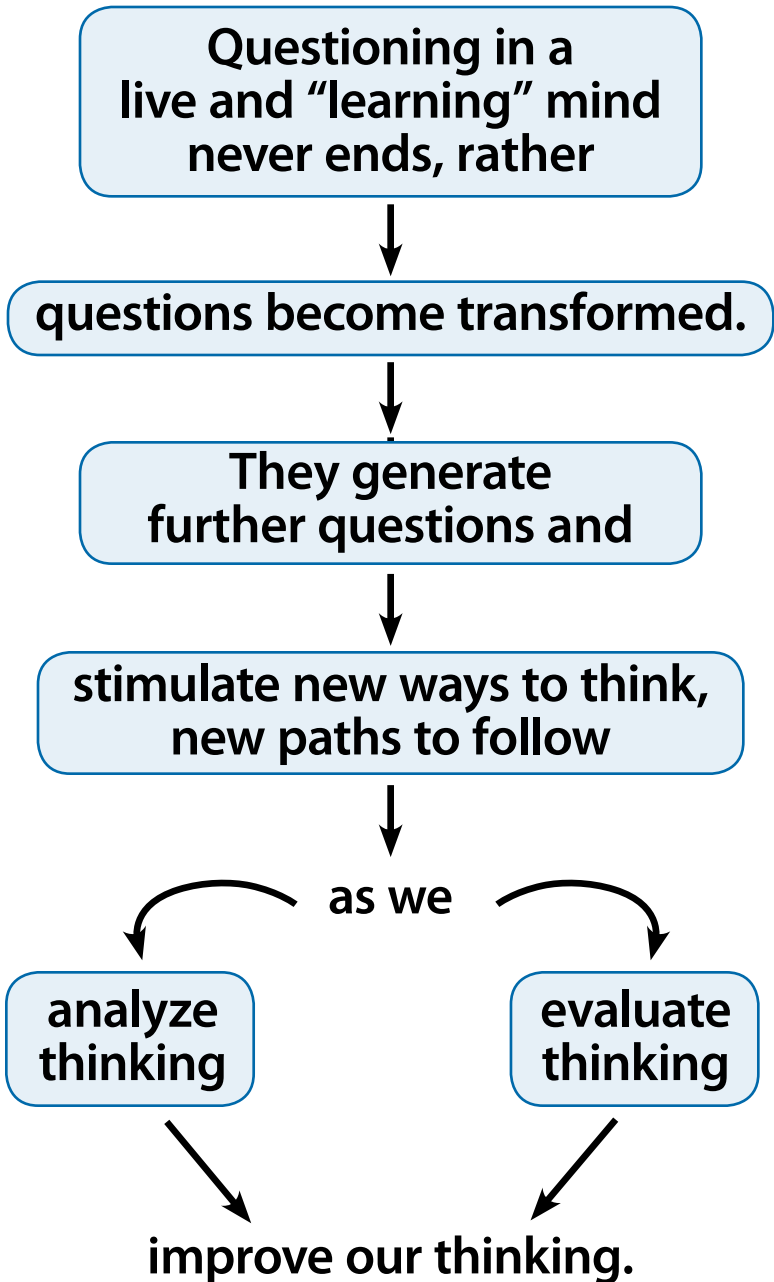 Questioning in a
live and “learning” mind
never ends, rather
questions become transformed.
They generate
further questions and
stimulate new ways to think,
new paths to follow
as we
analyze
thinking
evaluate
thinking
improve our thinking.